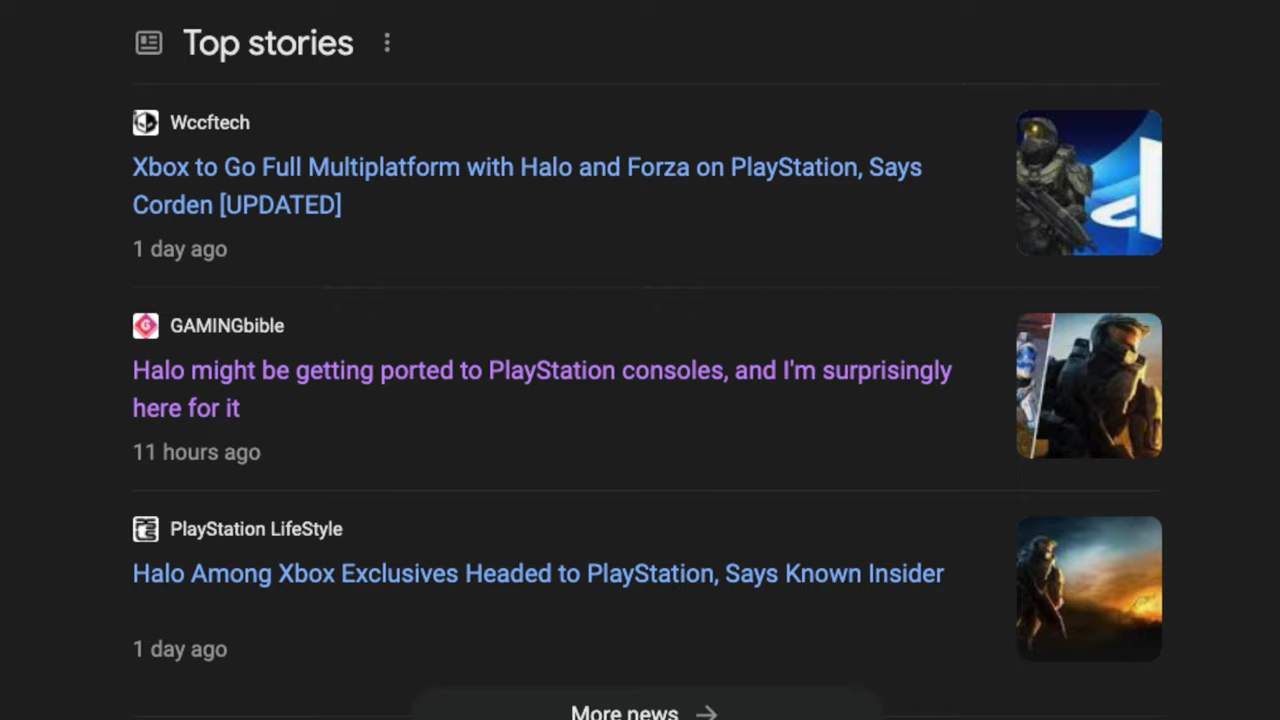 Top stories
Wccftech
Xbox to Go Full Multiplatform with Halo and Forza on PlayStation, Says
Corden [UPDATED]
1 day ago
GAMINGbible
Halo might be getting ported to PlayStation consoles, and I'm surprisingly
here for it
11 hours ago
PlayStation LifeStyle
Halo Among Xbox Exclusives Headed to PlayStation, Says Known Insider
1 day ago
More news